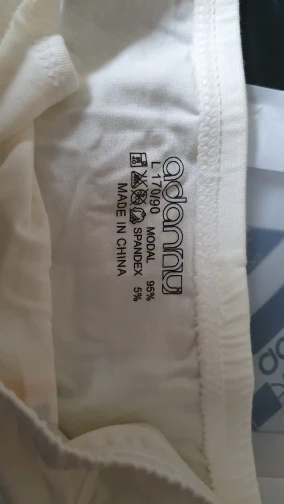 adannu
L 170/90 MODAL 95%
SPANDEX 5%
MADE IN CHINA